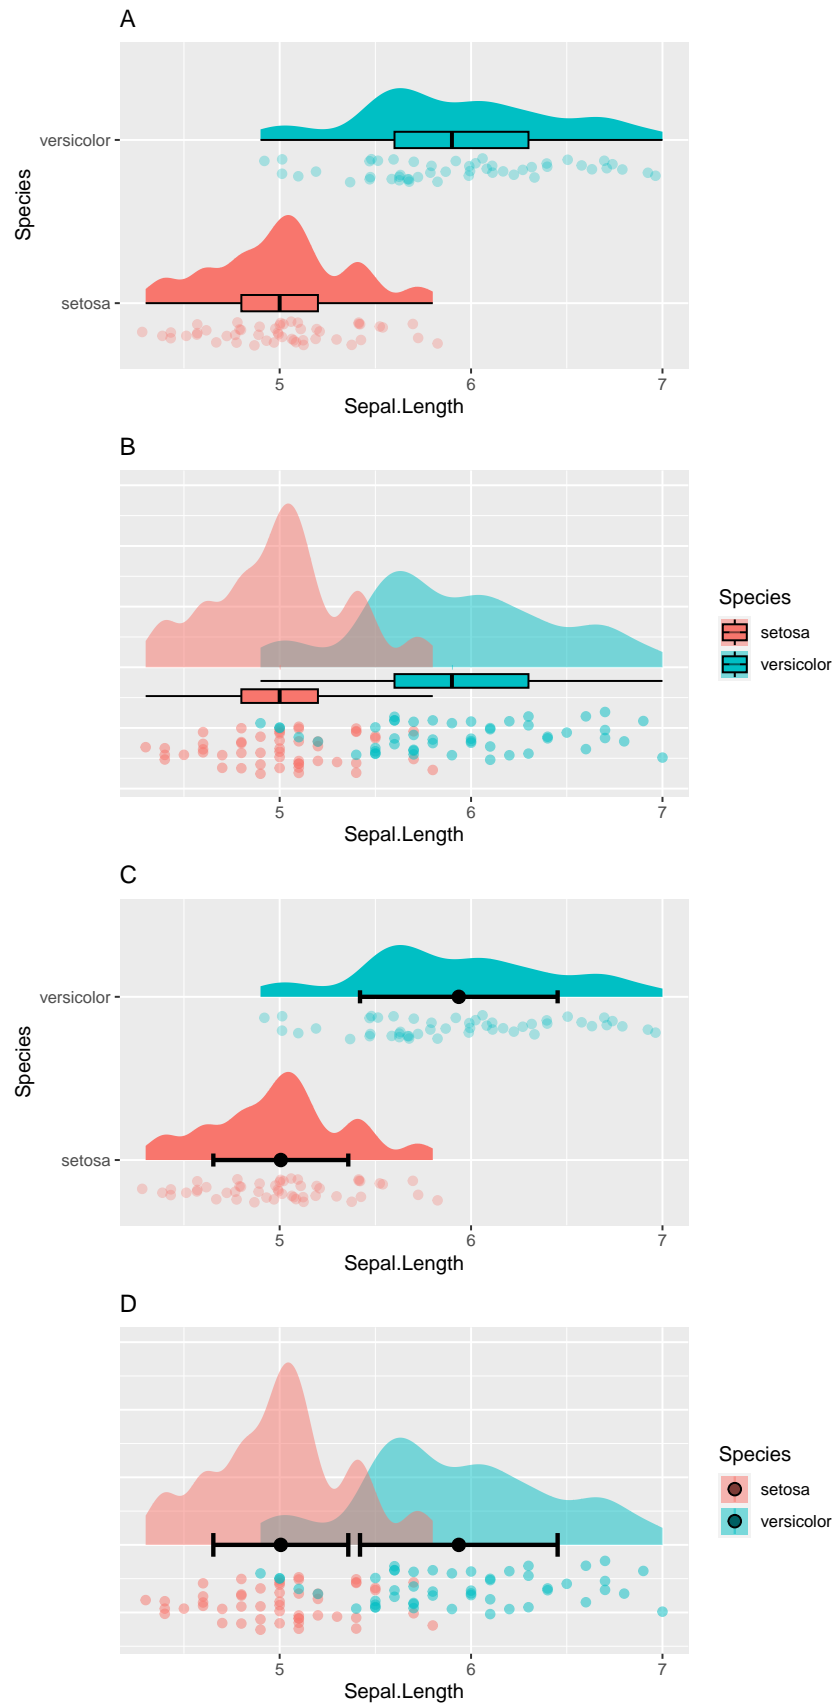 A
versicolor
setosa
Species
5 6 7
Sepal.Length
B
Species
setosa
versicolor
5 6 7
Sepal.Length
C
versicolor
setosa
Species
5 6 7
Sepal.Length
D
Species
setosa
versicolor
5 6 7
Sepal.Length